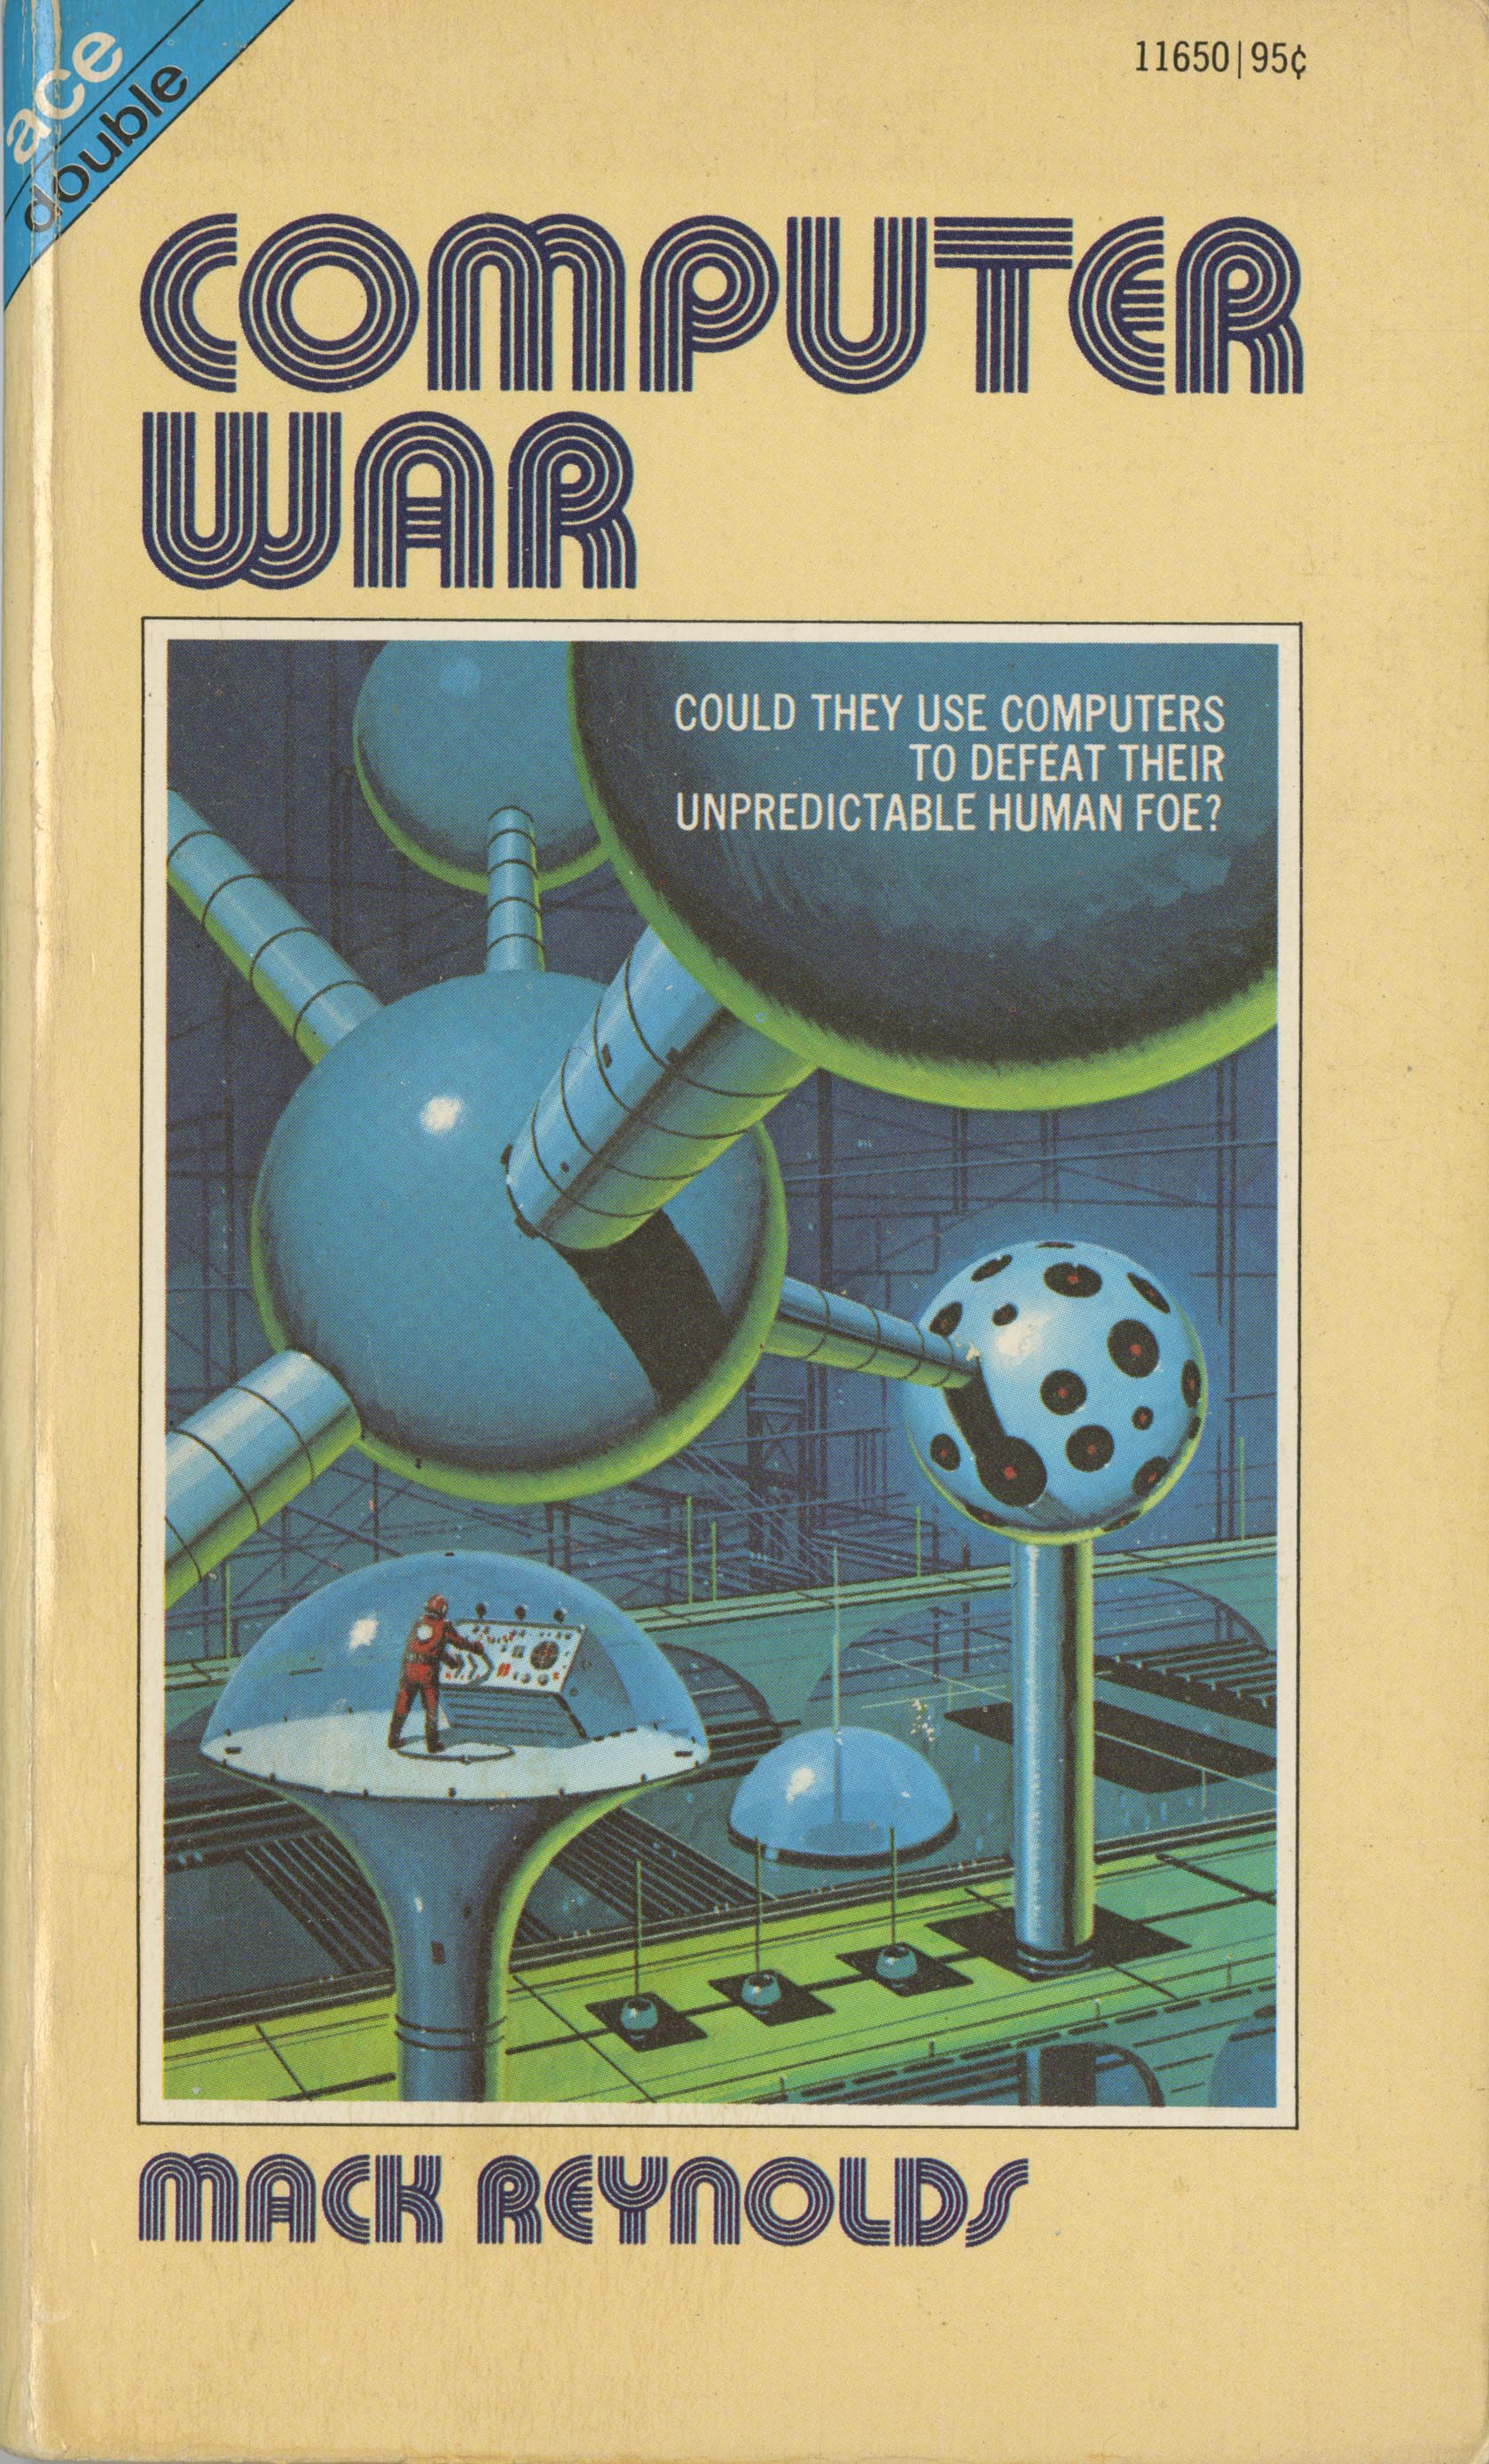 ace
double
11650|95¢
COMPUTER
WAR
COULD THEY USE COMPUTERS
TO DEFEAT THEIR
UNPREDICTABLE HUMAN FOE?
MACK REYNOLDS